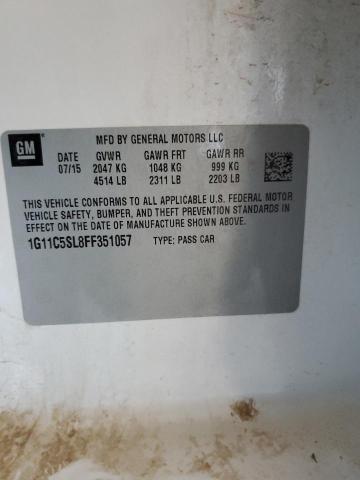 GM
MFD BY GENERAL MOTORS LLC
DATE GVWR GAWR FRT GAWR RR
07/15 2047 KG 1048 KG 999 KG
4514 LB 2311 LB 2203 LB
THIS VEHICLE CONFORMS TO ALL APPLICABLE U.S. FEDERAL MOTOR
VEHICLE SAFETY, BUMPER, AND THEFT PREVENTION STANDARDS IN
EFFECT ON THE DATE OF MANUFACTURE SHOWN ABOVE.
1G11C5SL8FF351057 TYPE: PASS CAR